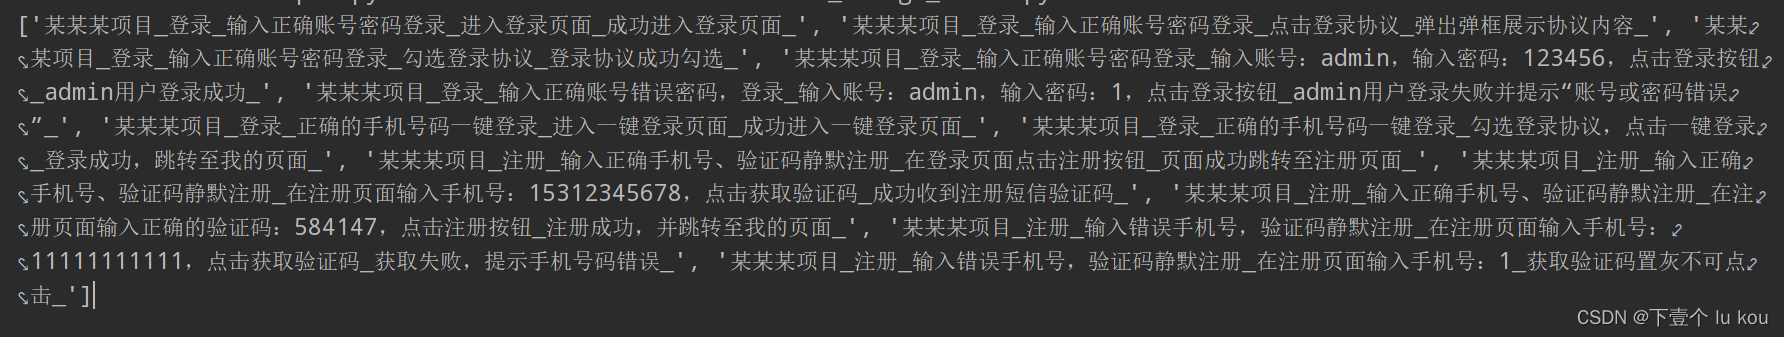 ['某某某项目_登录_输入正确账号密码登录_进入登录页面_成功进入登录页面_', '某某某项目_登录_输入正确账号密码登录_点击登录协议_弹出弹框展示协议内容_', '某某
某项目_登录_输入正确账号密码登录_勾选登录协议_登录协议成功勾选_', '某某某项目_登录_输入正确账号密码登录_输入账号：admin，输入密码：123456，点击登录按钮
_admin用户登录成功_', '某某某项目_登录_输入正确账号错误密码，登录_输入账号：admin，输入密码：1，点击登录按钮_admin用户登录失败并提示“账号或密码错误
”_', '某某某项目_登录_正确的手机号码一键登录_进入一键登录页面_成功进入一键登录页面_', '某某某项目_登录_正确的手机号码一键登录_勾选登录协议，点击一键登录
_登录成功，跳转至我的页面_', '某某某项目_注册_输入正确手机号、验证码静默注册_在登录页面点击注册按钮_页面成功跳转至注册页面_', '某某某项目_注册_输入正确
手机号、验证码静默注册_在注册页面输入手机号：15312345678，点击获取验证码_成功收到注册短信验证码_', '某某某项目_注册_输入正确手机号、验证码静默注册_在注
册页面输入正确的验证码：584147，点击注册按钮_注册成功，并跳转至我的页面_', '某某某项目_注册_输入错误手机号，验证码静默注册_在注册页面输入手机号：
11111111111，点击获取验证码_获取失败，提示手机号码错误_', '某某某项目_注册_输入错误手机号，验证码静默注册_在注册页面输入手机号：1_获取验证码置灰不可点
击_']
CSDN @下壹个 lu kou